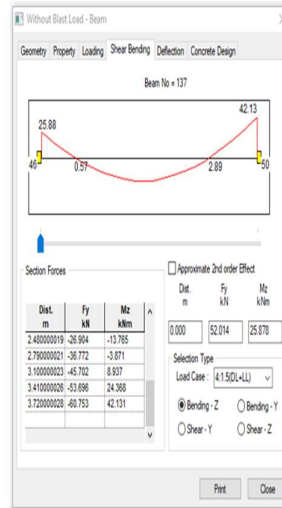 Without Blast Load - Beam
Geometry Property Loading Shear Bending Deflection Concrete Design
Beam No = 137
42.13
25.88
46 0.57 2.89 50
Section Forces
Approximate 2nd order Effect
Dist. m Fy kN Mz kNm
0.000 52.014 25.878
Dist. m Fy kN Mz kNm
2.480000019 -26.904 -13.765
2.790000021 -36.772 -3.871
3.100000023 -45.702 8.937
3.410000026 -53.696 24.368
3.720000028 -60.753 42.131
Selection Type
Load Case : 4:1.5(DL+LL)
Bending - Z Bending - Y
Shear - Y Shear - Z
Print Close